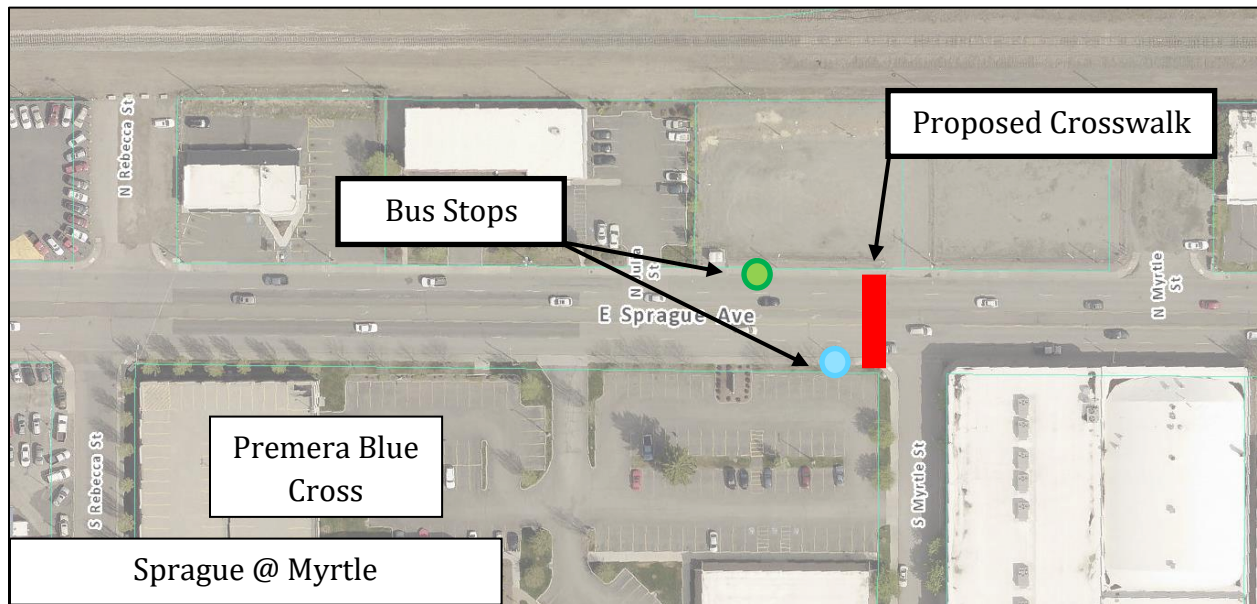 Proposed Crosswalk
N Rebecca St
Bus Stops
N Julia
St
N Myrtle
St
E Sprague Ave
Premera Blue
Cross
S Rebecca St
S Myrtle St
Sprague @ Myrtle